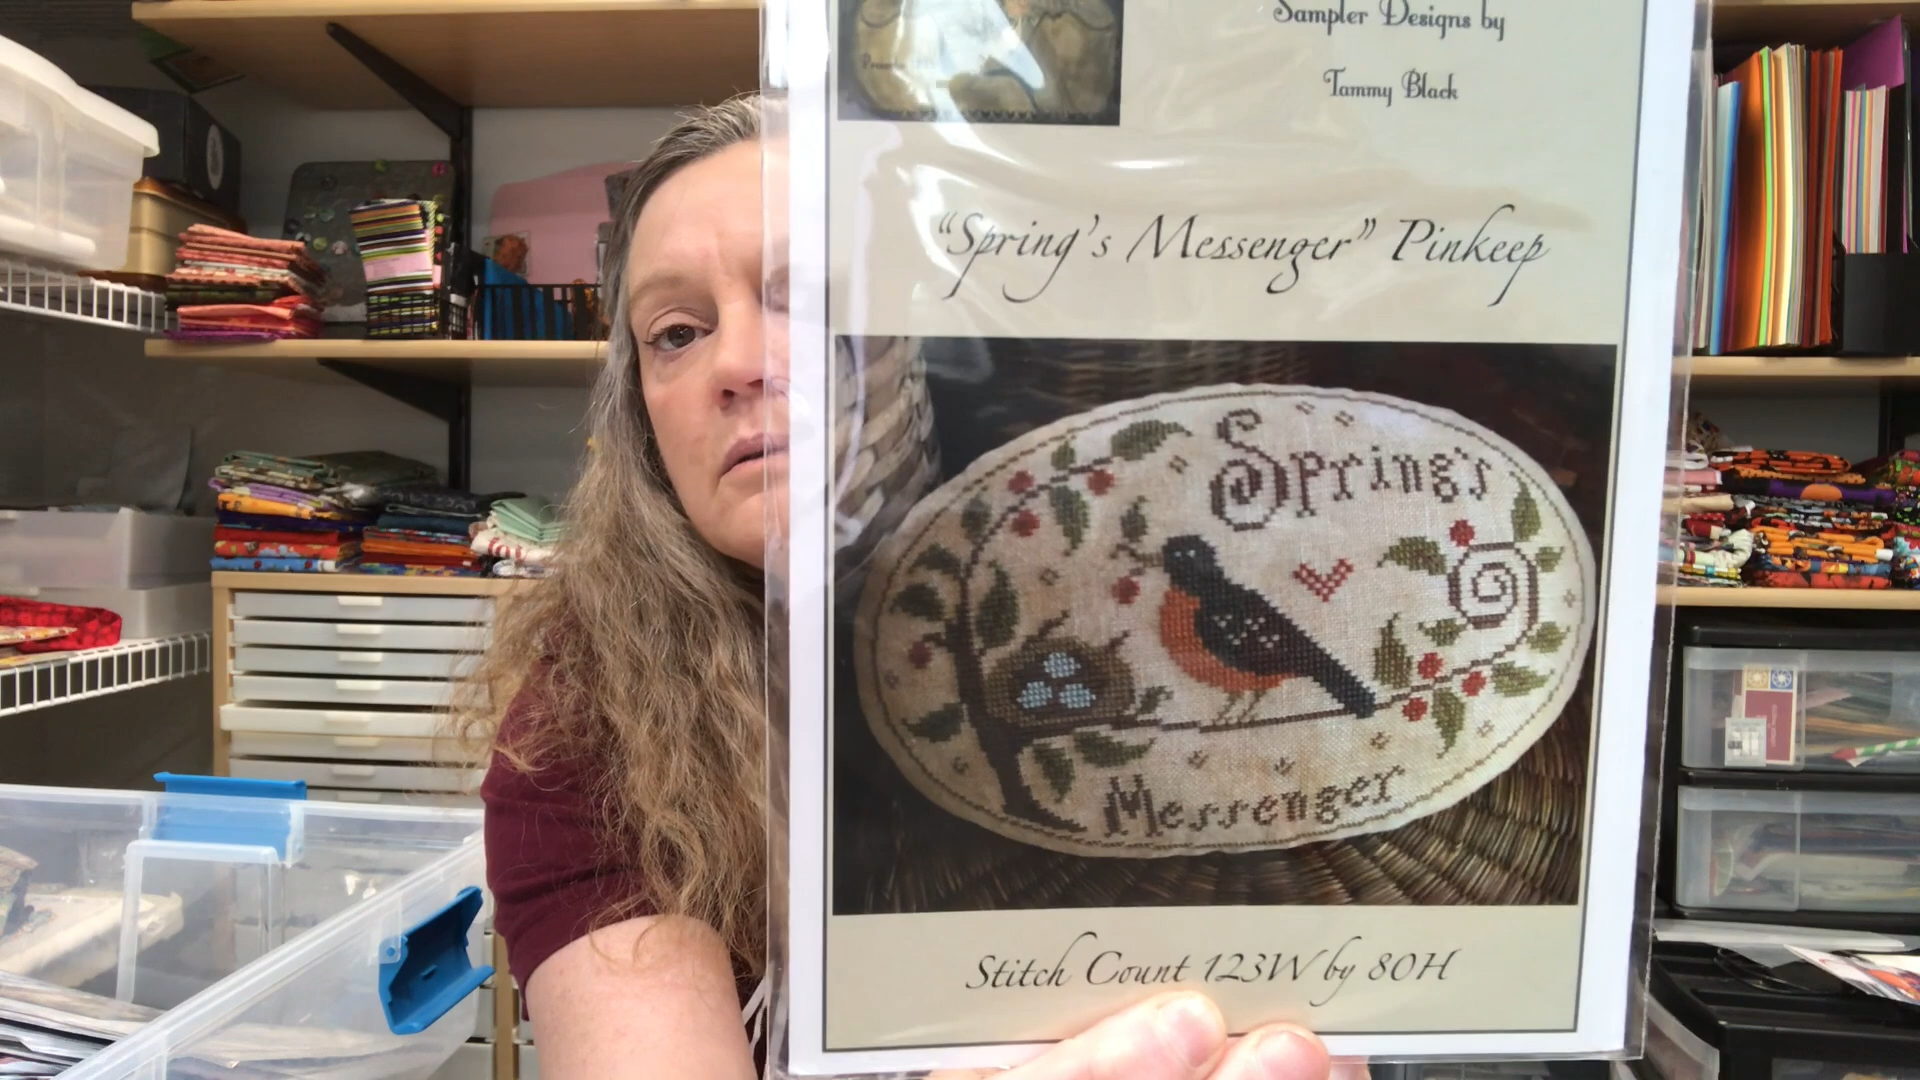 Sampler Designs by
Tammy Black
"Spring's Messenger" Pinkeep
Spring's
Messenger
Stitch Count 123W by 80H